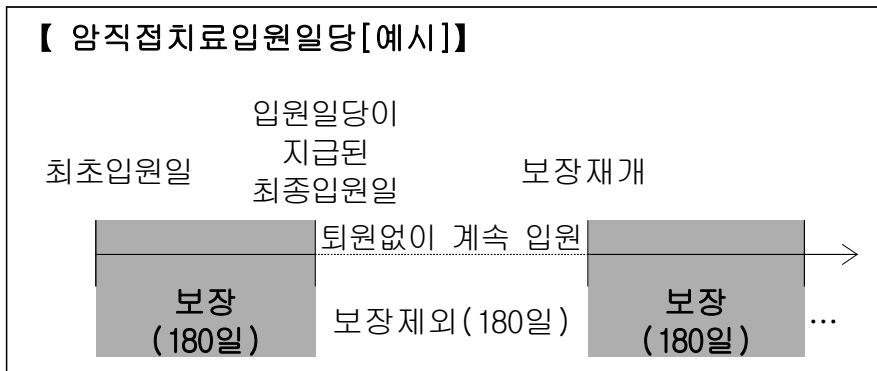 【 암직접치료입원일당[예시]】
입원일당이
지급된
최초입원일
최종입원일
보장재개
퇴원없이 계속 입원
보장
(180일)
보장제외(180일)
보장
(180일)
…